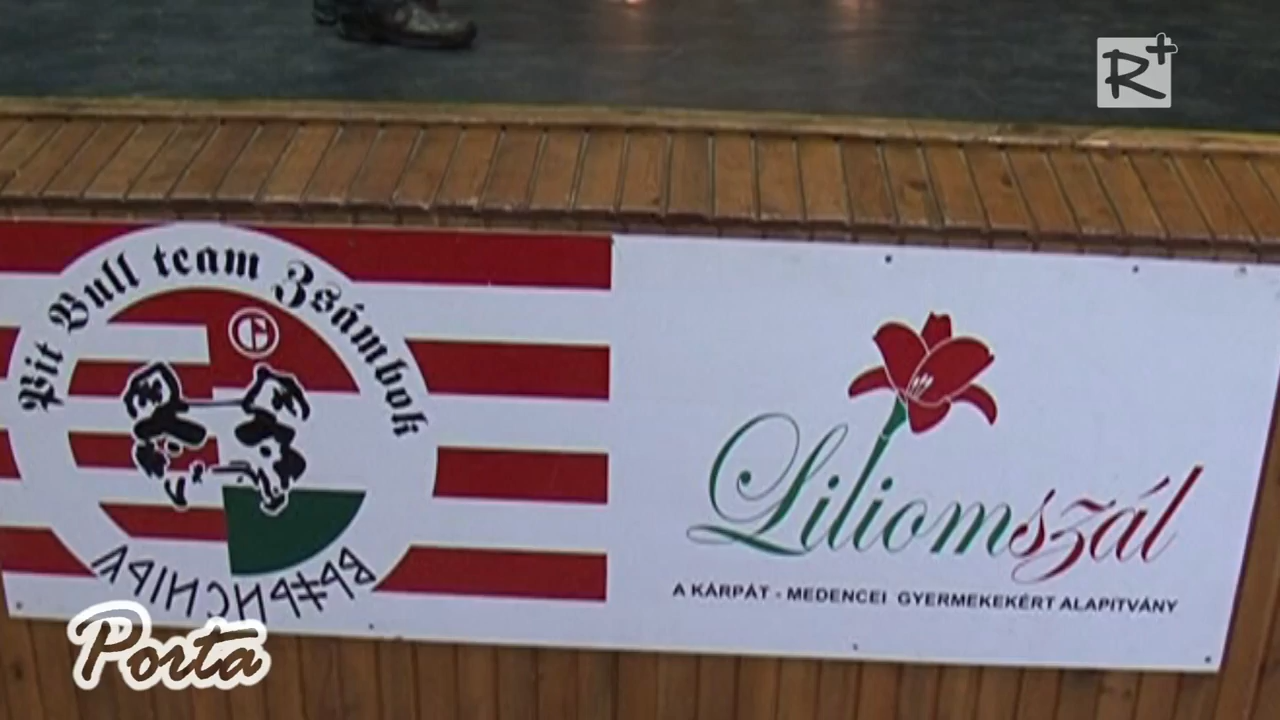 R+
Pit Bull team Zsámbok
Liliomszál
A KÁRPÁT - MEDENCEI GYERMEKEKÉRT ALAPITVÁNY
Porta